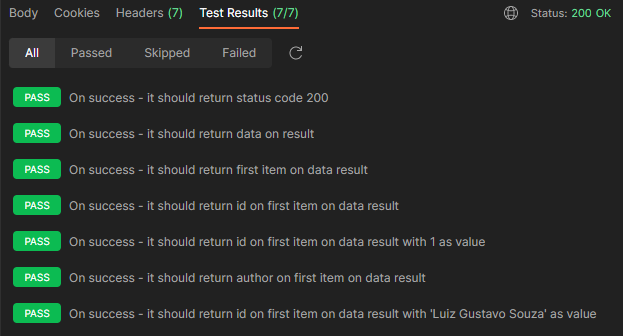 Body Cookies Headers (7) Test Results (7/7) Status: 200 OK
All Passed Skipped Failed
PASS On success - it should return status code 200
PASS On success - it should return data on result
PASS On success - it should return first item on data result
PASS On success - it should return id on first item on data result
PASS On success - it should return id on first item on data result with 1 as value
PASS On success - it should return author on first item on data result
PASS On success - it should return id on first item on data result with 'Luiz Gustavo Souza' as value